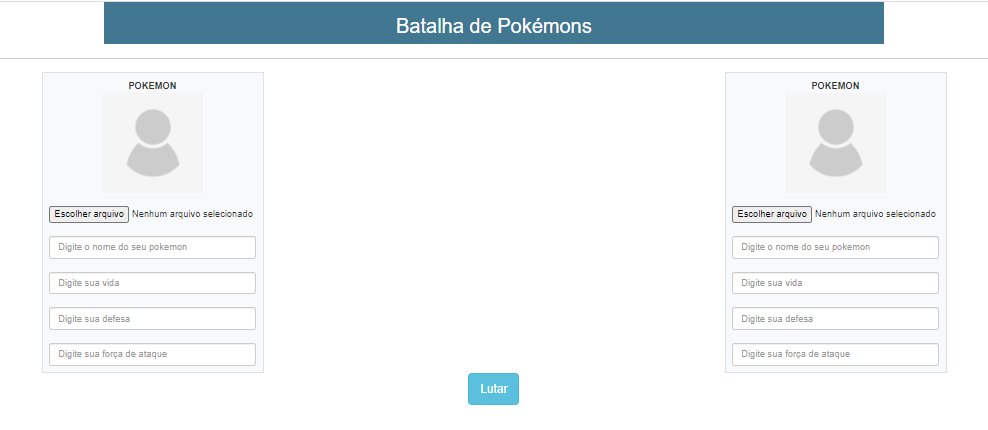 Batalha de Pokémons
POKEMON
Escolher arquivo Nenhum arquivo selecionado
Digite o nome do seu pokemon
Digite sua vida
Digite sua defesa
Digite sua força de ataque
POKEMON
Escolher arquivo Nenhum arquivo selecionado
Digite o nome do seu pokemon
Digite sua vida
Digite sua defesa
Digite sua força de ataque
Lutar